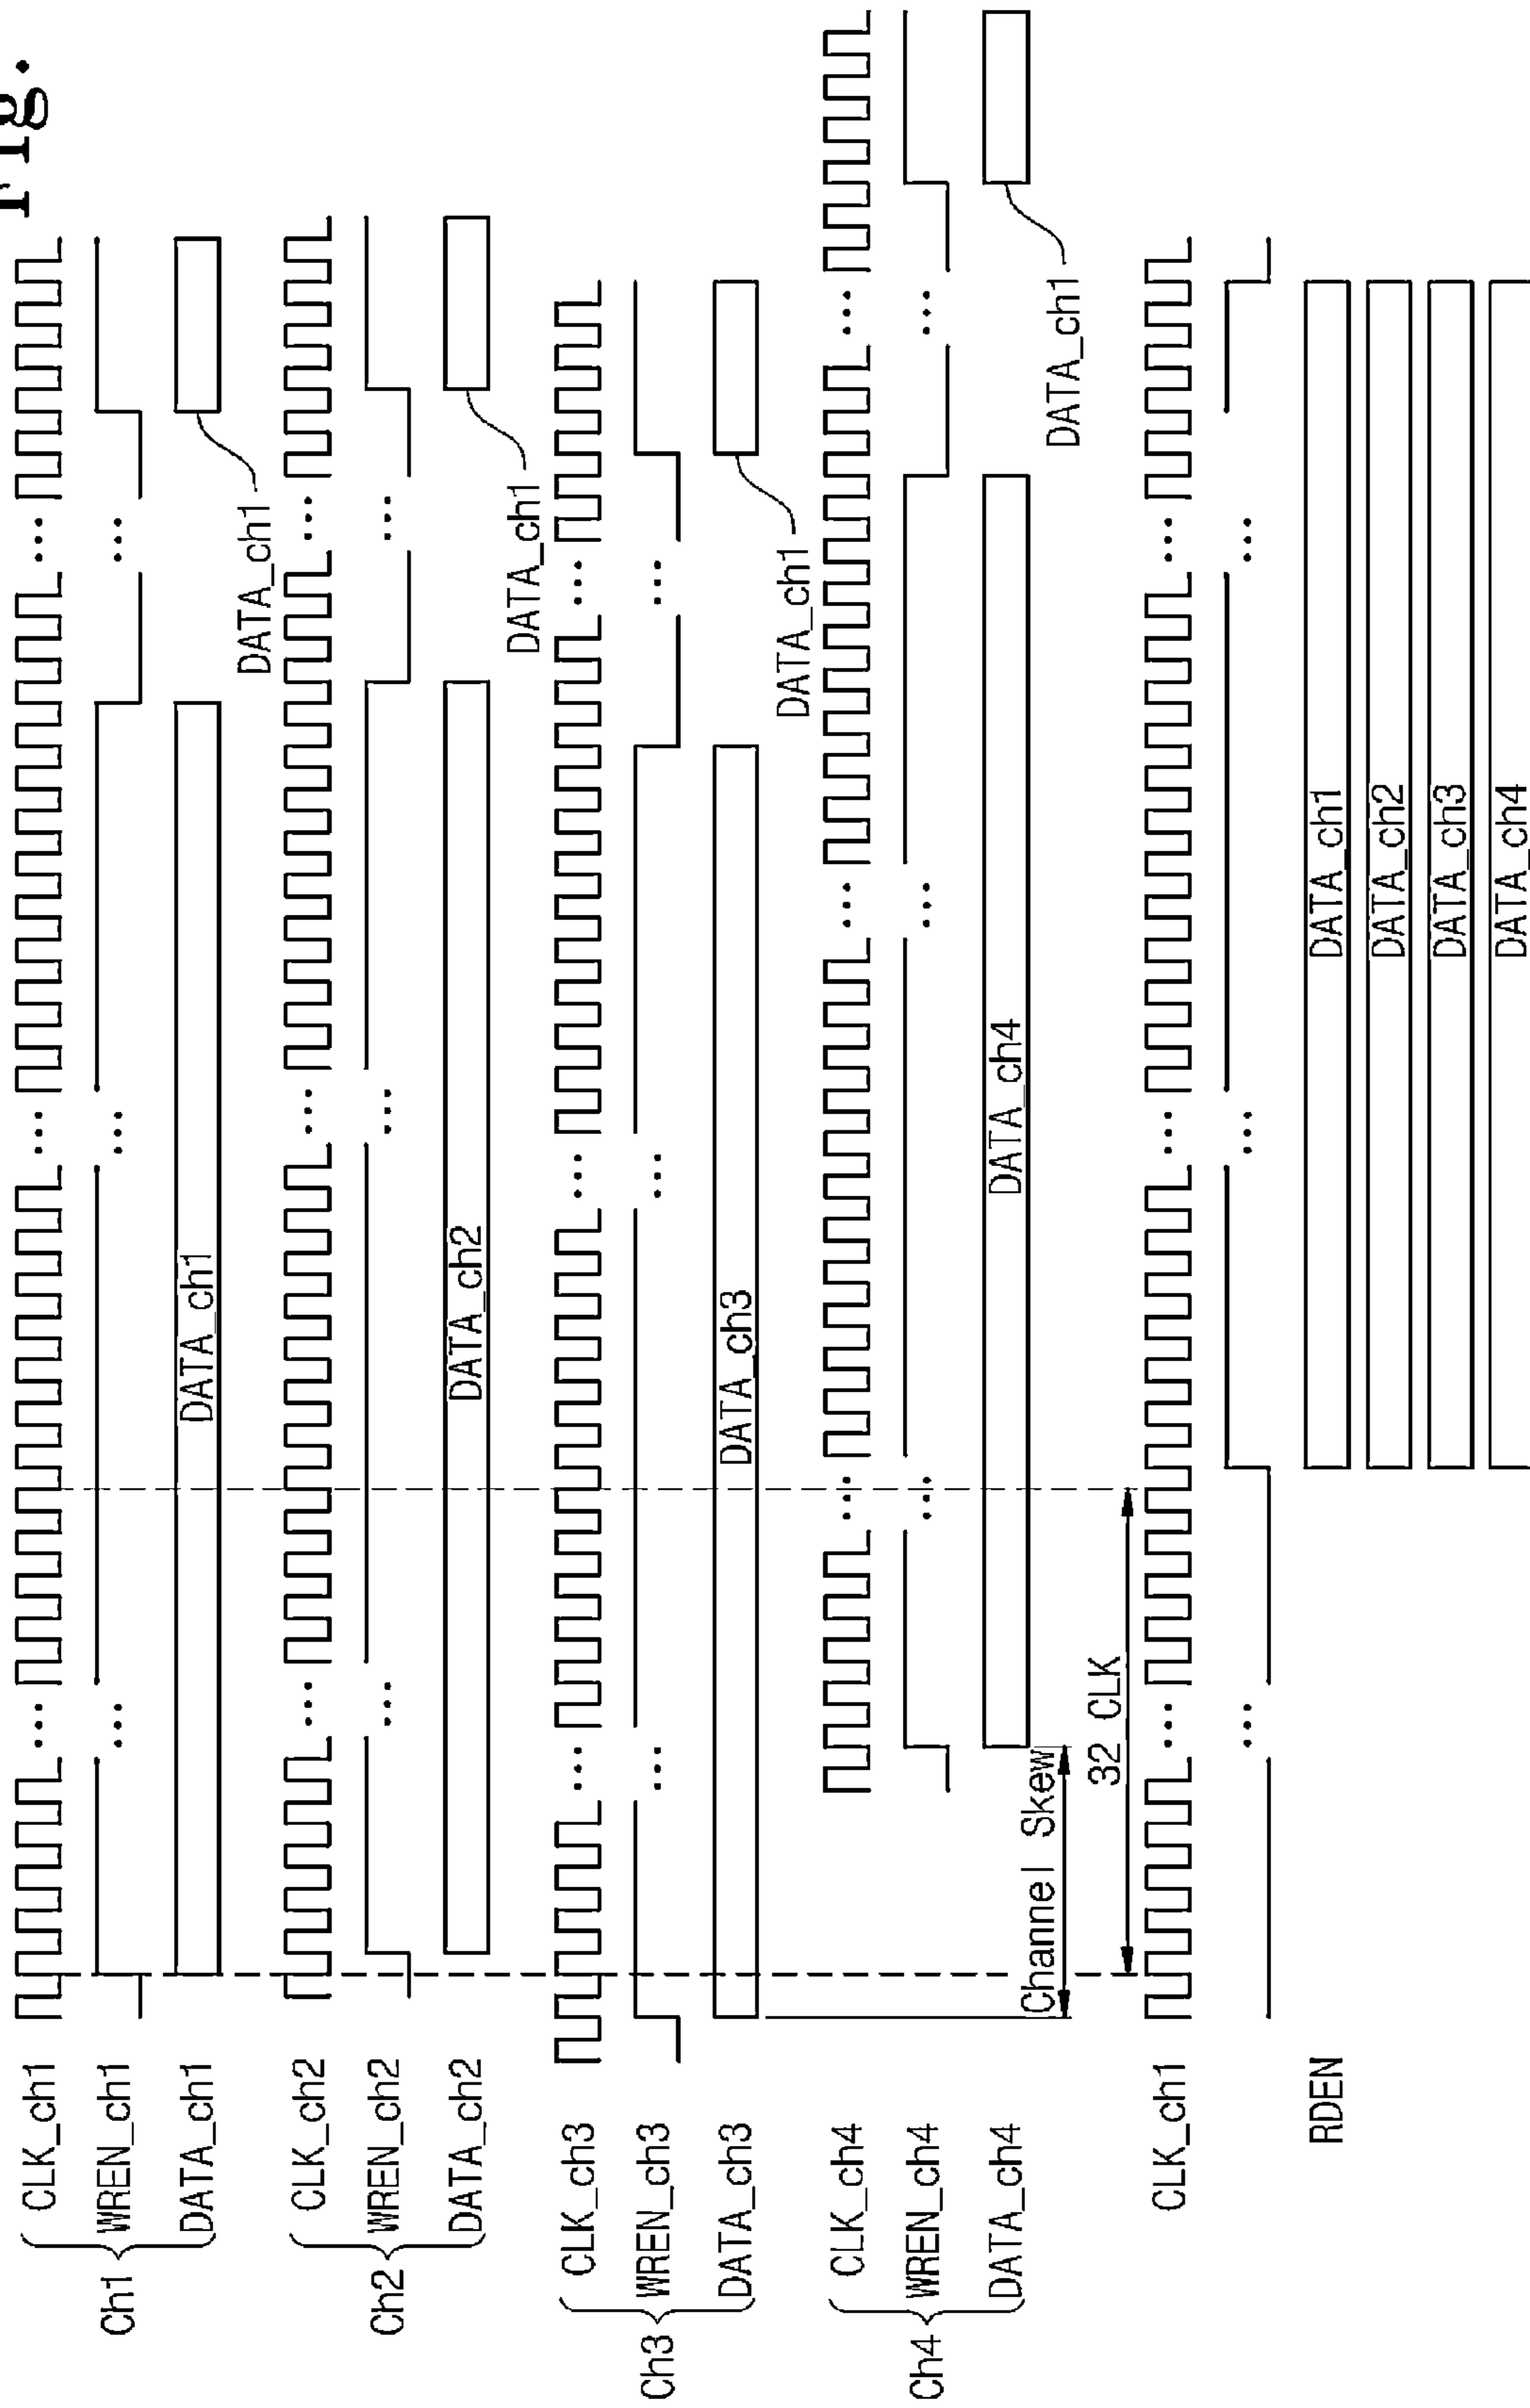 Fig.
Ch1
CLK_ch1
...
...
...
WREN_ch1
...
...
...
DATA_ch1
DATA_ch1
DATA_ch1
Ch2
CLK_ch2
...
...
...
WREN_ch2
...
...
...
DATA_ch2
DATA_ch2
DATA_ch1
Ch3
CLK_ch3
...
...
...
WREN_ch3
...
...
...
DATA_ch3
DATA_ch3
DATA_ch1
Ch4
CLK_ch4
...
...
...
WREN_ch4
...
...
...
DATA_ch4
DATA_ch4
DATA_ch1
Channel Skew
32 CLK
CLK_ch1
...
...
...
...
...
...
RDEN
DATA_ch1
DATA_ch2
DATA_ch3
DATA_ch4